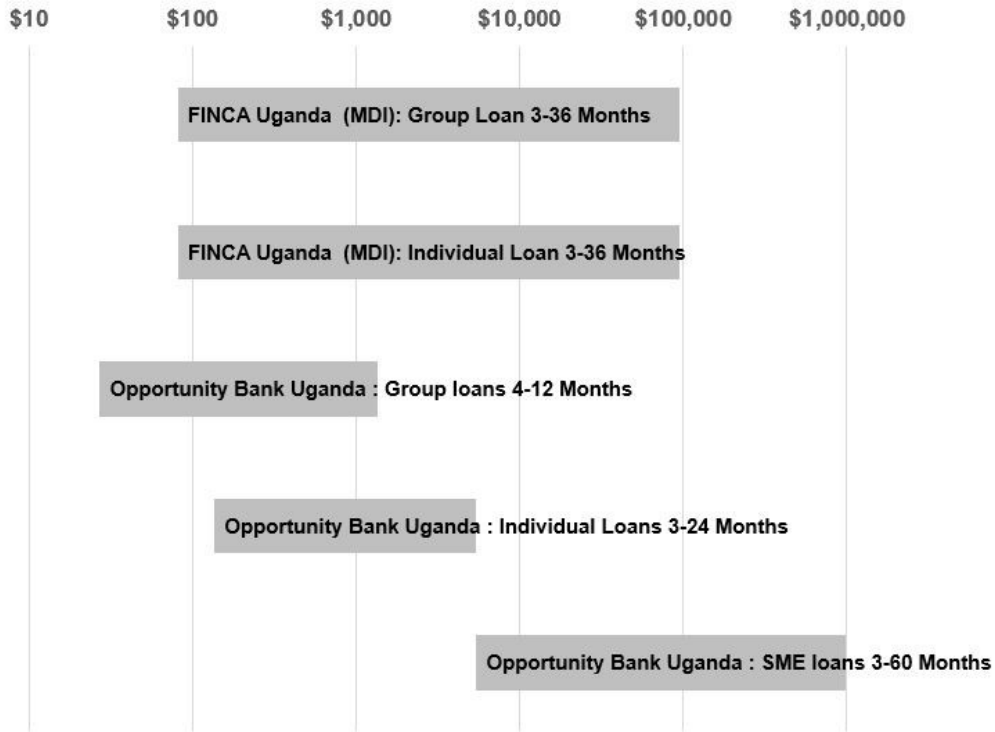 $10 $100 $1,000 $10,000 $100,000 $1,000,000
FINCA Uganda  (MDI): Group Loan 3-36 Months
FINCA Uganda  (MDI): Individual Loan 3-36 Months
Opportunity Bank Uganda : Group loans 4-12 Months
Opportunity Bank Uganda : Individual Loans 3-24 Months
Opportunity Bank Uganda : SME loans 3-60 Months